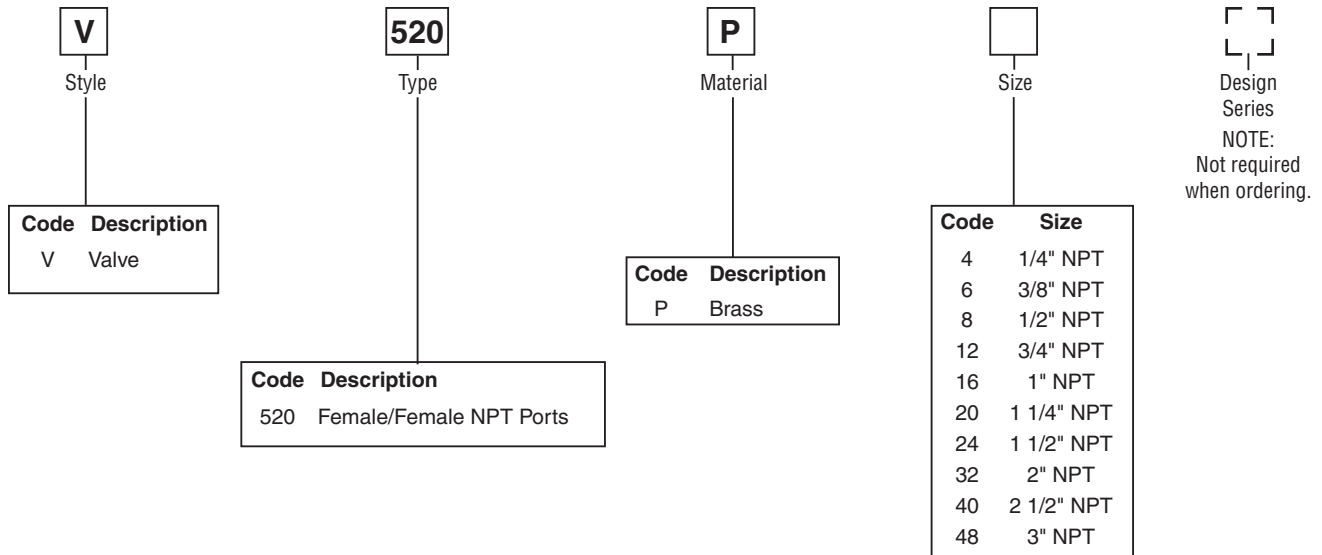 V
520
P
Style
Type
Material
Size
Design
Series
NOTE:
Not required
when ordering.
Code Description
V Valve
Code Description
520 Female/Female NPT Ports
Code Description
P Brass
Code Size
4 1/4" NPT
6 3/8" NPT
8 1/2" NPT
12 3/4" NPT
16 1" NPT
20 1 1/4" NPT
24 1 1/2" NPT
32 2" NPT
40 2 1/2" NPT
48 3" NPT